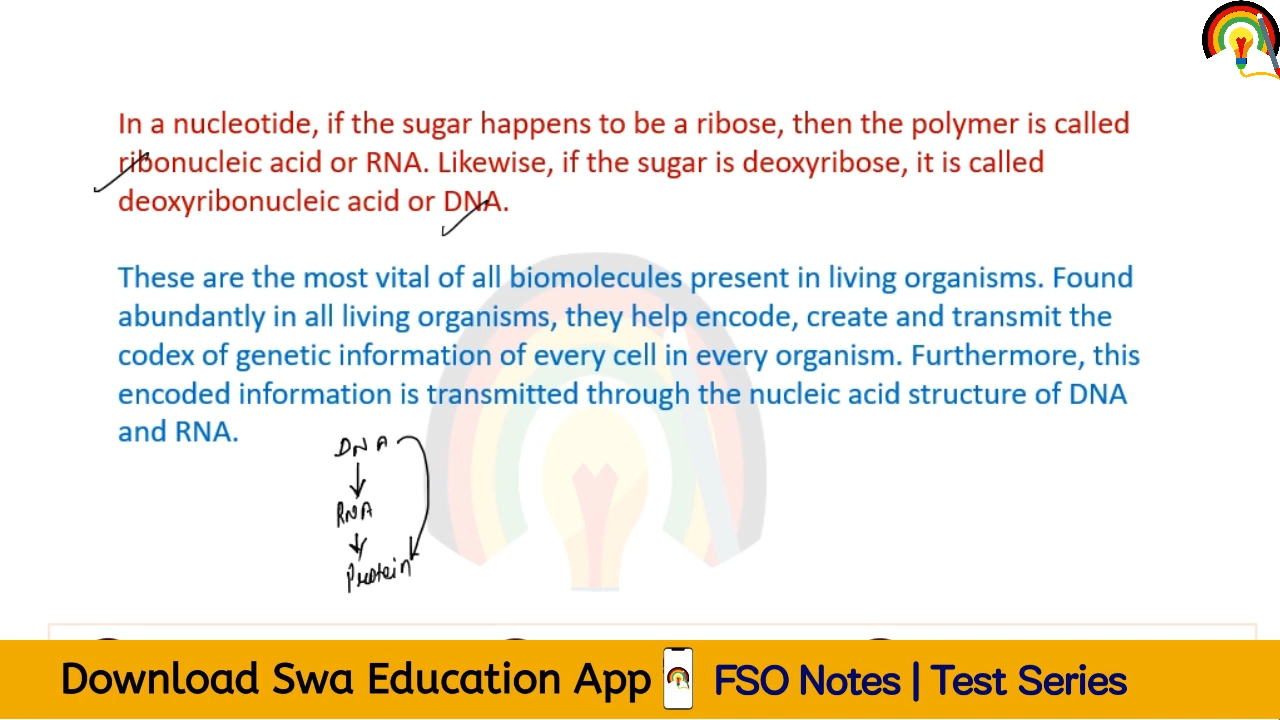 In a nucleotide, if the sugar happens to be a ribose, then the polymer is called
ribonucleic acid or RNA. Likewise, if the sugar is deoxyribose, it is called
deoxyribonucleic acid or DNA.
These are the most vital of all biomolecules present in living organisms. Found
abundantly in all living organisms, they help encode, create and transmit the
codex of genetic information of every cell in every organism. Furthermore, this
encoded information is transmitted through the nucleic acid structure of DNA
and RNA.
DNA
RNA
Protein
Download Swa Education App FSO Notes | Test Series